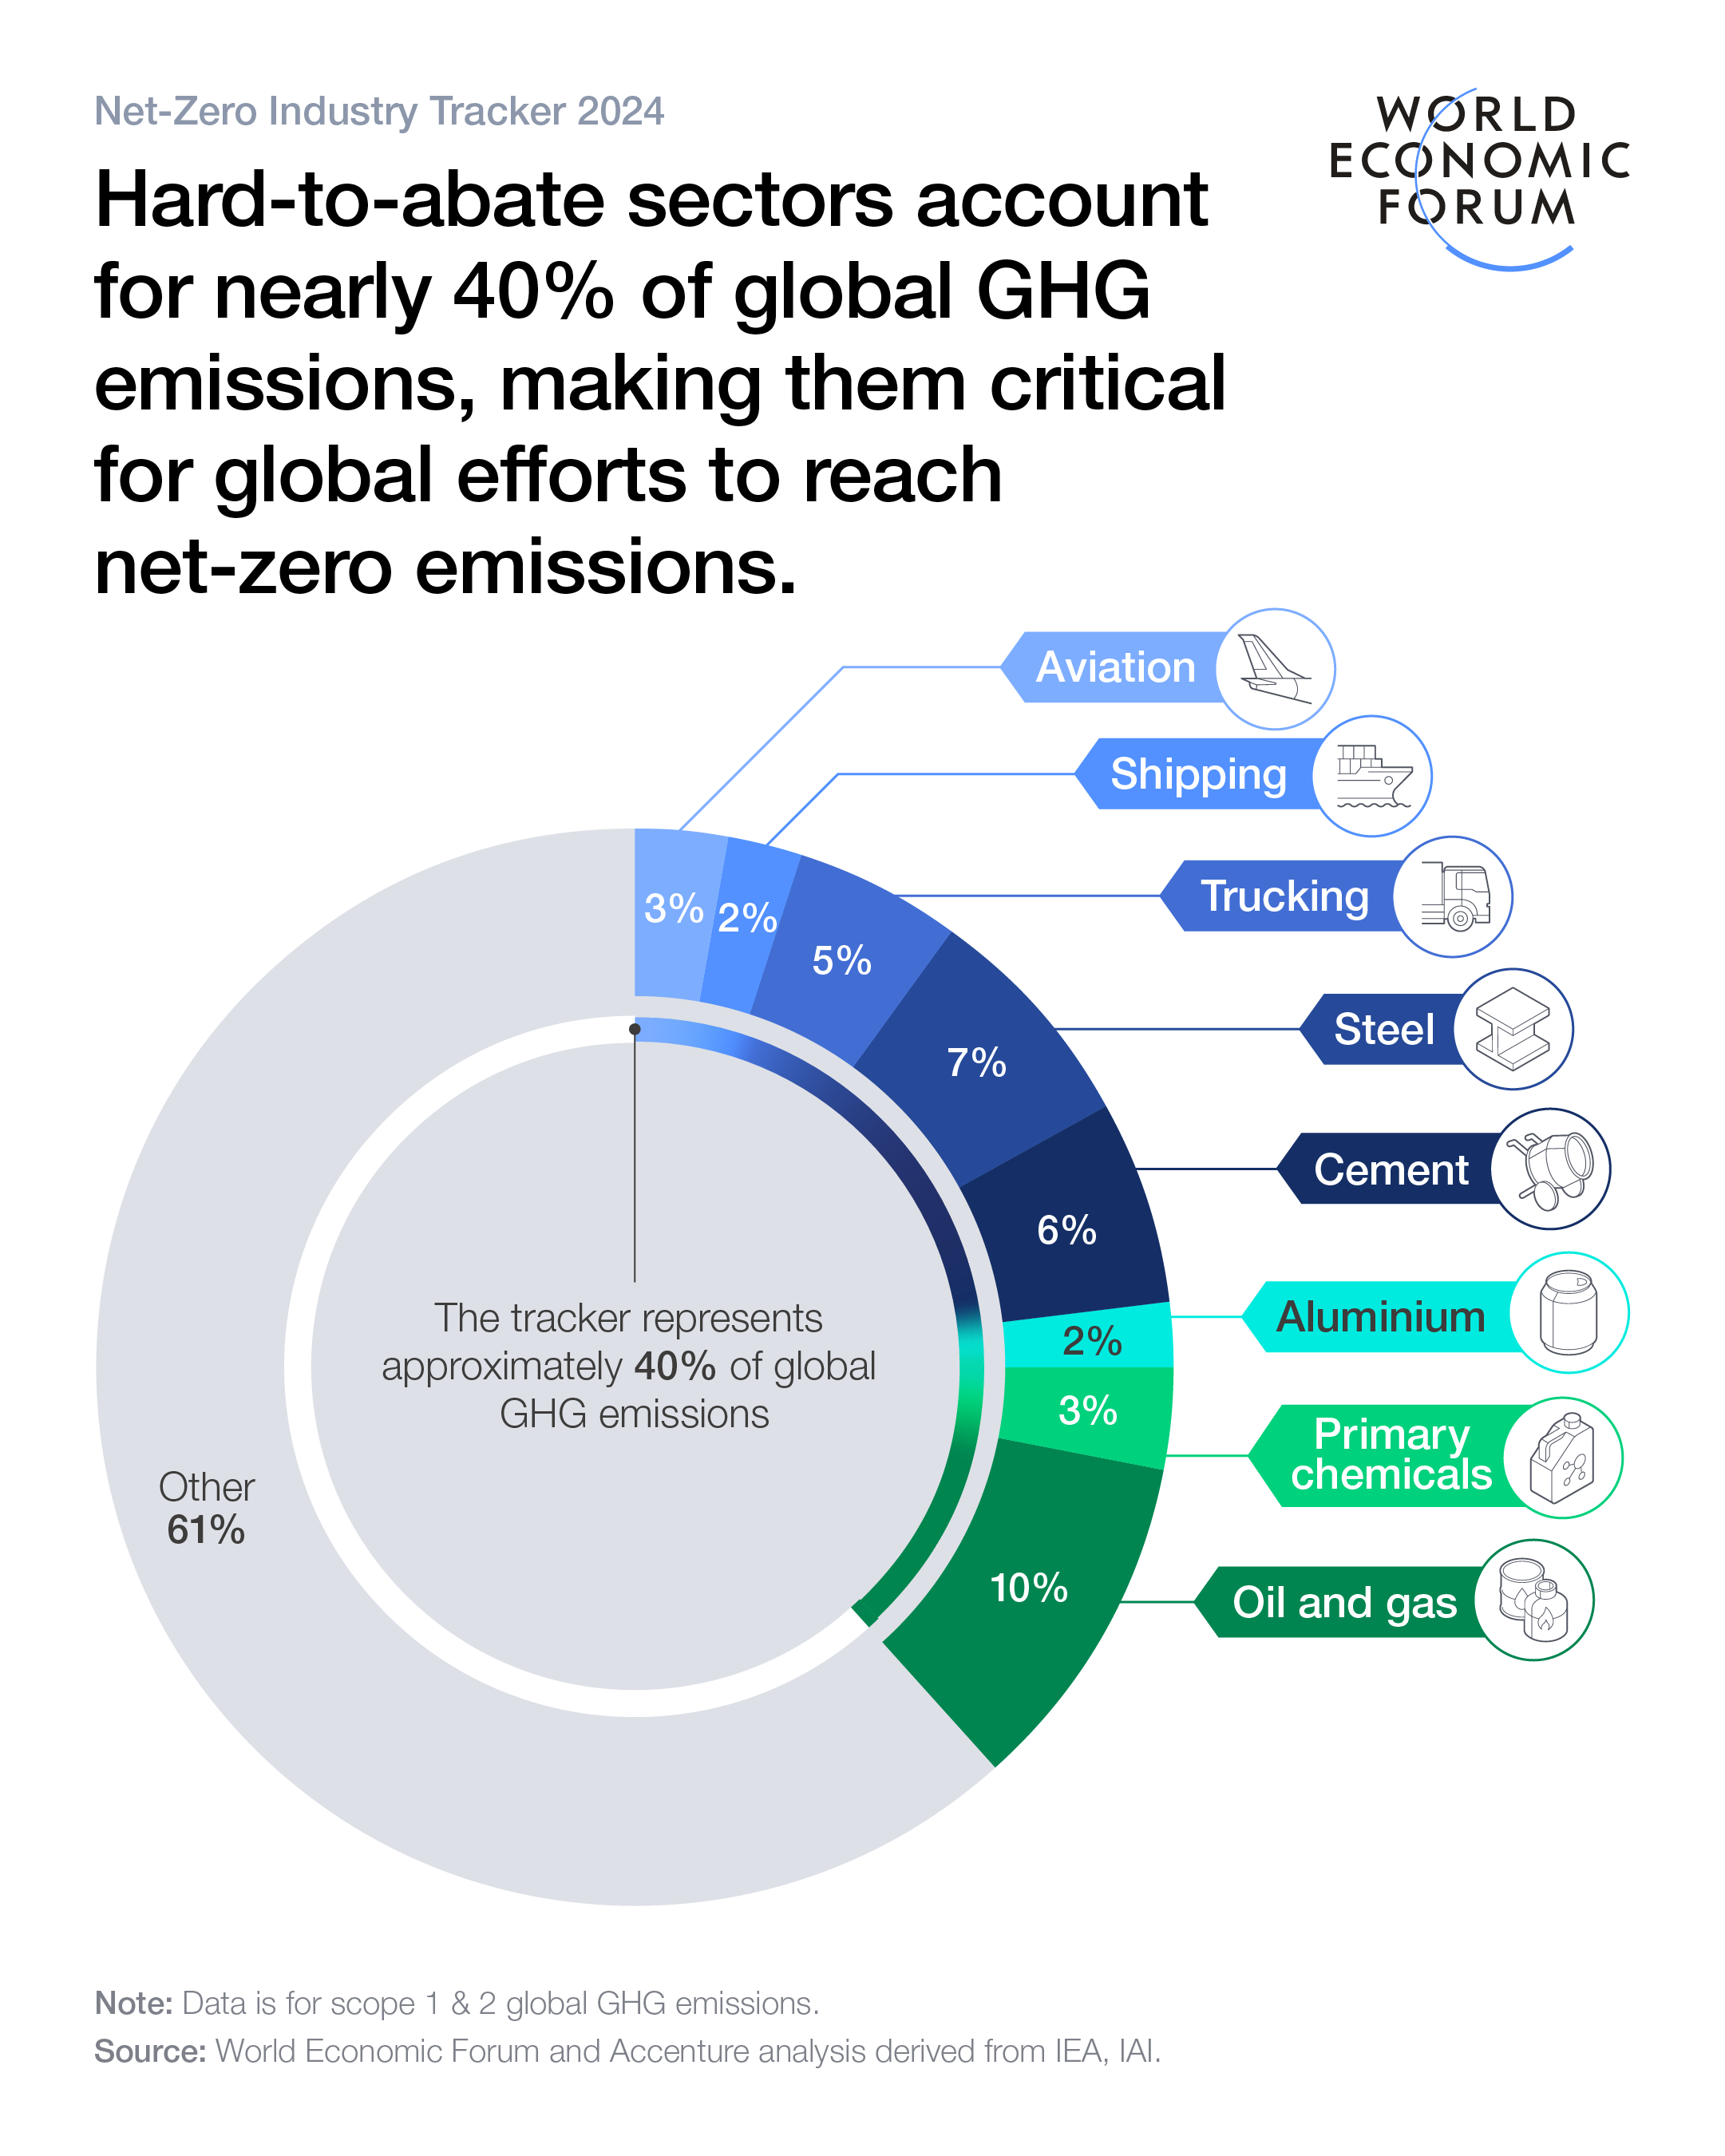 Net-Zero Industry Tracker 2024
WORLD
ECONOMIC
FORUM
Hard-to-abate sectors account
for nearly 40% of global GHG
emissions, making them critical
for global efforts to reach
net-zero emissions.
Aviation
Shipping
Trucking
Steel
Cement
Aluminium
Primary
chemicals
Oil and gas
3%
2%
5%
7%
6%
2%
3%
10%
The tracker represents
approximately 40% of global
GHG emissions
Other
61%
Note: Data is for scope 1 & 2 global GHG emissions.
Source: World Economic Forum and Accenture analysis derived from IEA, IAI.